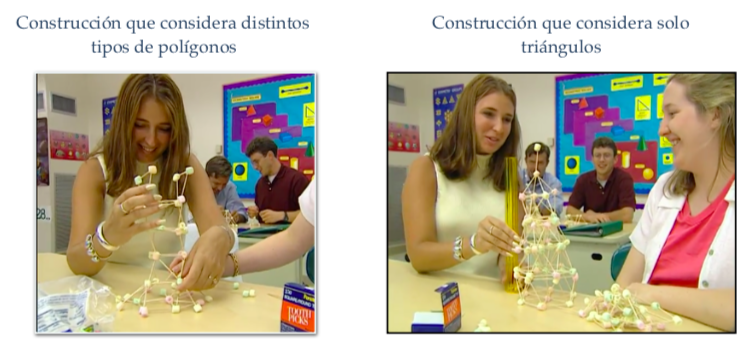 Construcción que considera distintos
tipos de polígonos
Construcción que considera solo
triángulos
TOOTH
PICKS